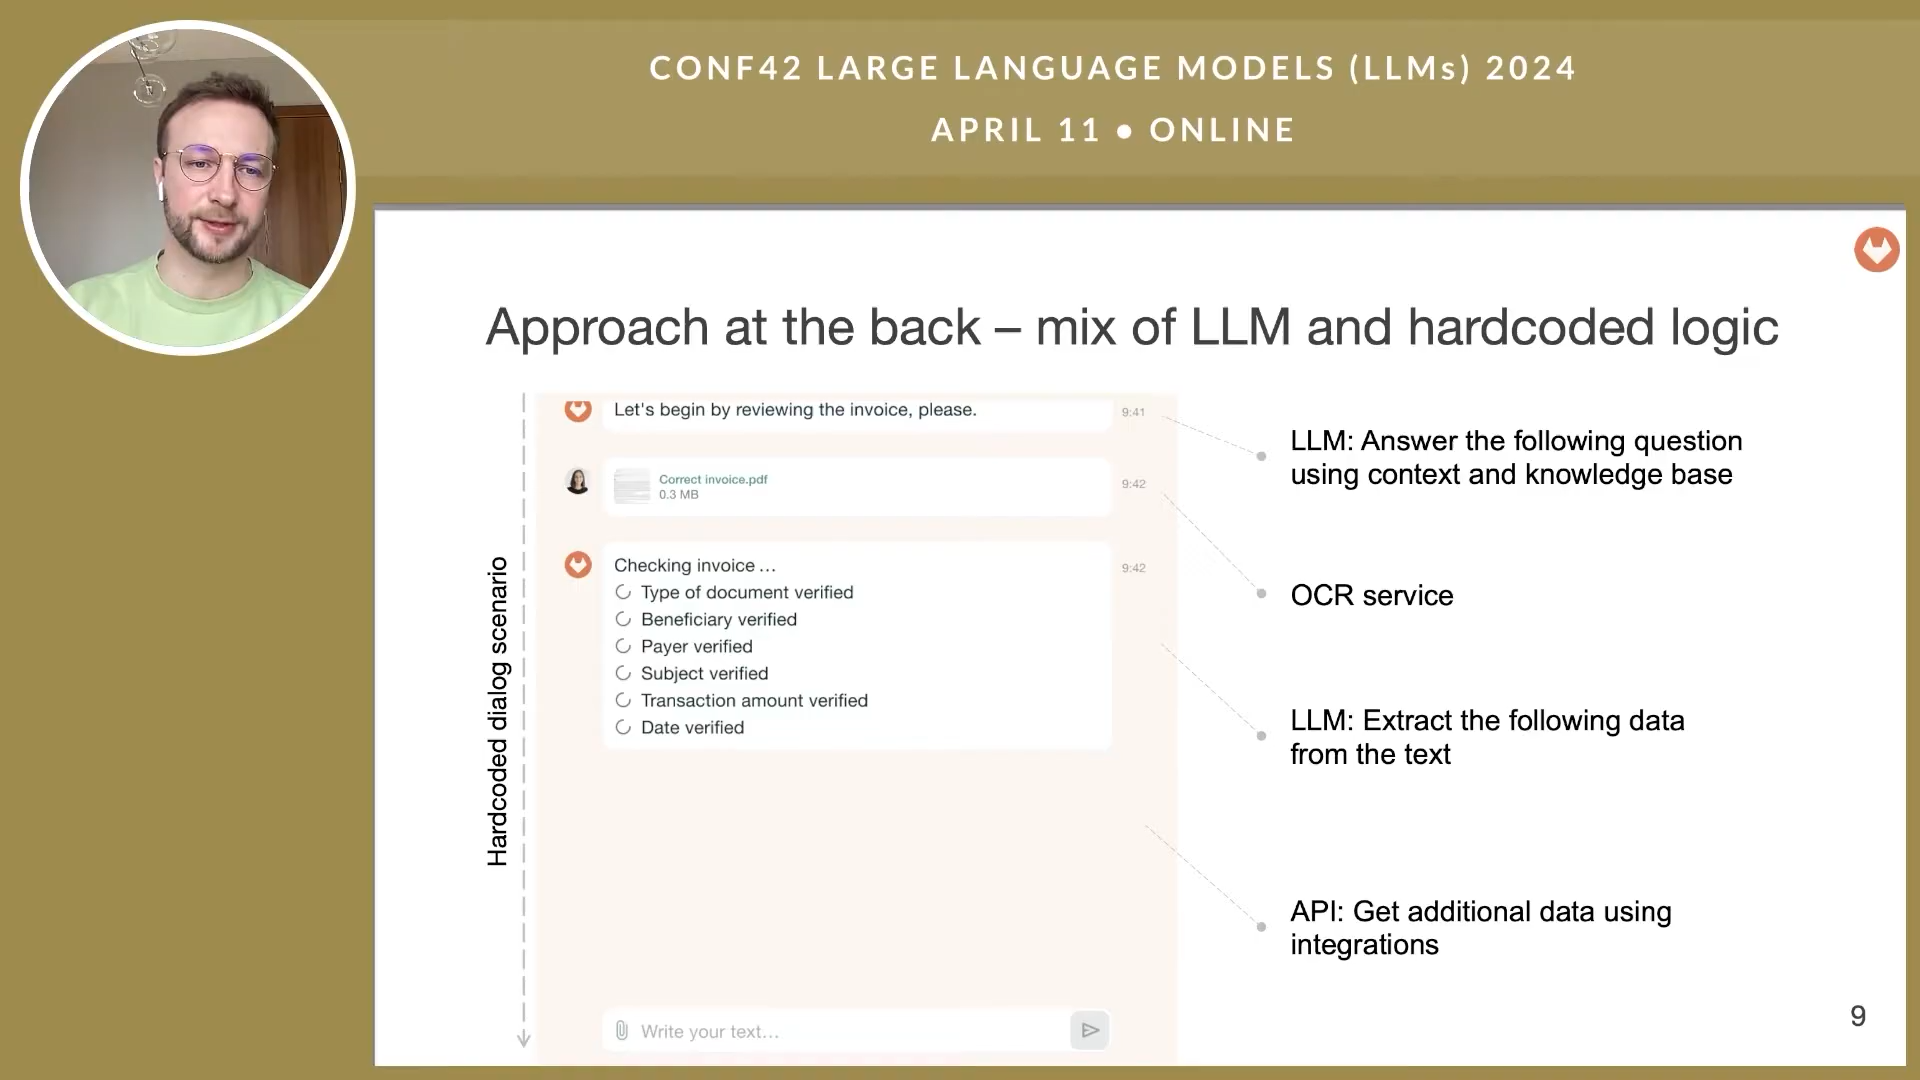 CONF42 LARGE LANGUAGE MODELS (LLMs) 2024
APRIL 11 ● ONLINE
Approach at the back – mix of LLM and hardcoded logic
Hardcoded dialog scenario
Let's begin by reviewing the invoice, please.
9:41
Correct invoice.pdf
0.3 MB
9:42
Checking invoice ...
9:42
Type of document verified
Beneficiary verified
Payer verified
Subject verified
Transaction amount verified
Date verified
Write your text...
LLM: Answer the following question
using context and knowledge base
OCR service
LLM: Extract the following data
from the text
API: Get additional data using
integrations
9